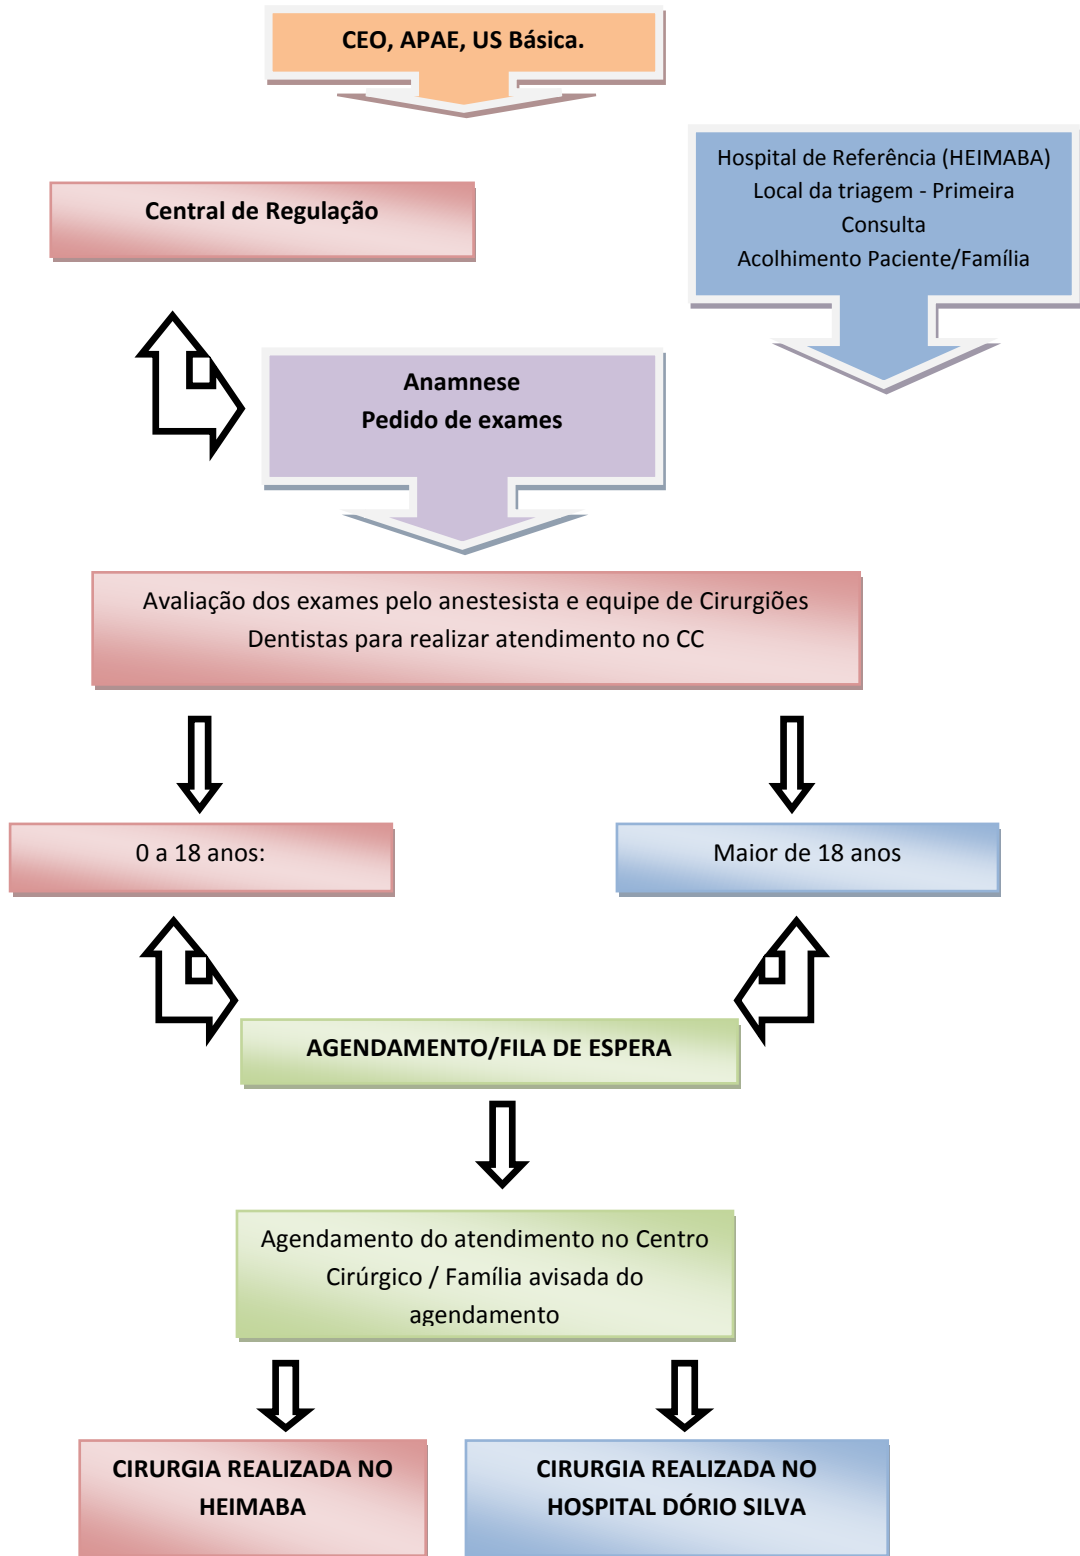 CEO, APAE, US Básica.
Hospital de Referência (HEIMABA)
Local da triagem - Primeira
Consulta
Acolhimento Paciente/Família
Central de Regulação
Anamnese
Pedido de exames
Avaliação dos exames pelo anestesista e equipe de Cirurgiões
Dentistas para realizar atendimento no CC
0 a 18 anos:
Maior de 18 anos
AGENDAMENTO/FILA DE ESPERA
Agendamento do atendimento no Centro
Cirúrgico / Família avisada do
agendamento
CIRURGIA REALIZADA NO
HEIMABA
CIRURGIA REALIZADA NO
HOSPITAL DÓRIO SILVA